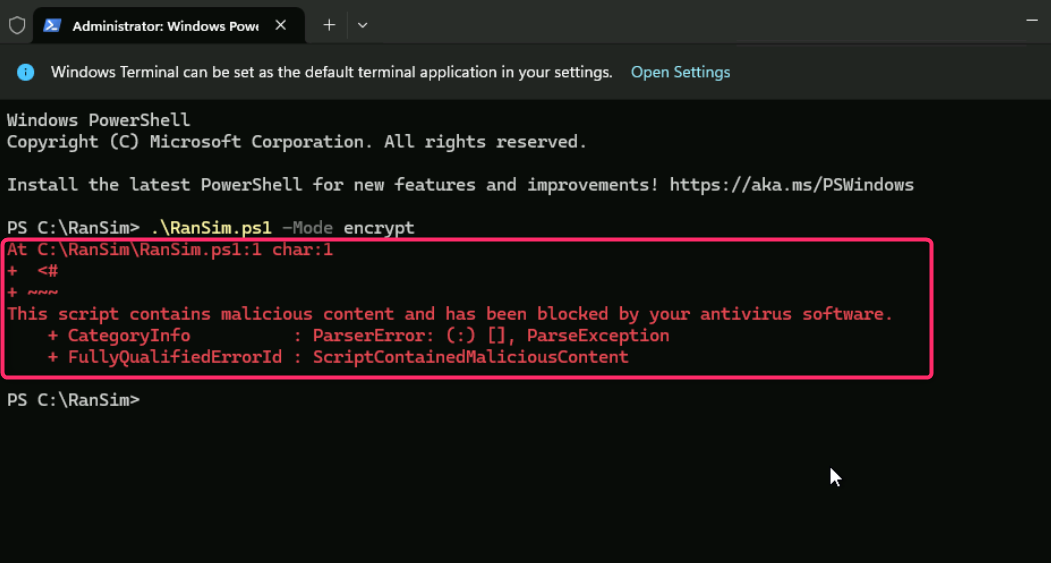 Administrator: Windows Powe
Windows Terminal can be set as the default terminal application in your settings. Open Settings
Windows PowerShell
Copyright (C) Microsoft Corporation. All rights reserved.
Install the latest PowerShell for new features and improvements! https://aka.ms/PSWindows
PS C:\RanSim> .\RanSim.ps1 -Mode encrypt
At C:\RanSim\RanSim.ps1:1 char:1
+  <#
+ ~~~
This script contains malicious content and has been blocked by your antivirus software.
    + CategoryInfo          : ParserError: (:) [], ParseException
    + FullyQualifiedErrorId : ScriptContainedMaliciousContent
PS C:\RanSim>